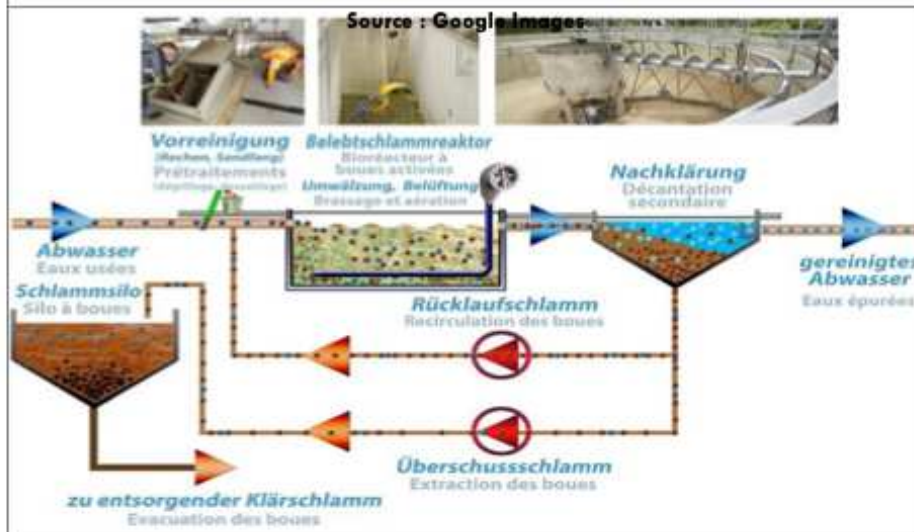 Source : Google Images
Vorreinigung
(Rechen, Sandfang)
Prétraitements
Belebtschlammreaktor
Bioréacteur à
boues activées
Umwälzung, Belüftung
Brassage et aération
Nachklärung
Décantation
secondaire
Abwasser
Eaux usées
gereinigtes
Abwasser
Eaux épurées
Schlammsilo
Silo à boues
Rücklaufschlamm
Recirculation des boues
Überschussschlamm
Extraction des boues
zu entsorgender Klärschlamm
Evacuation des boues